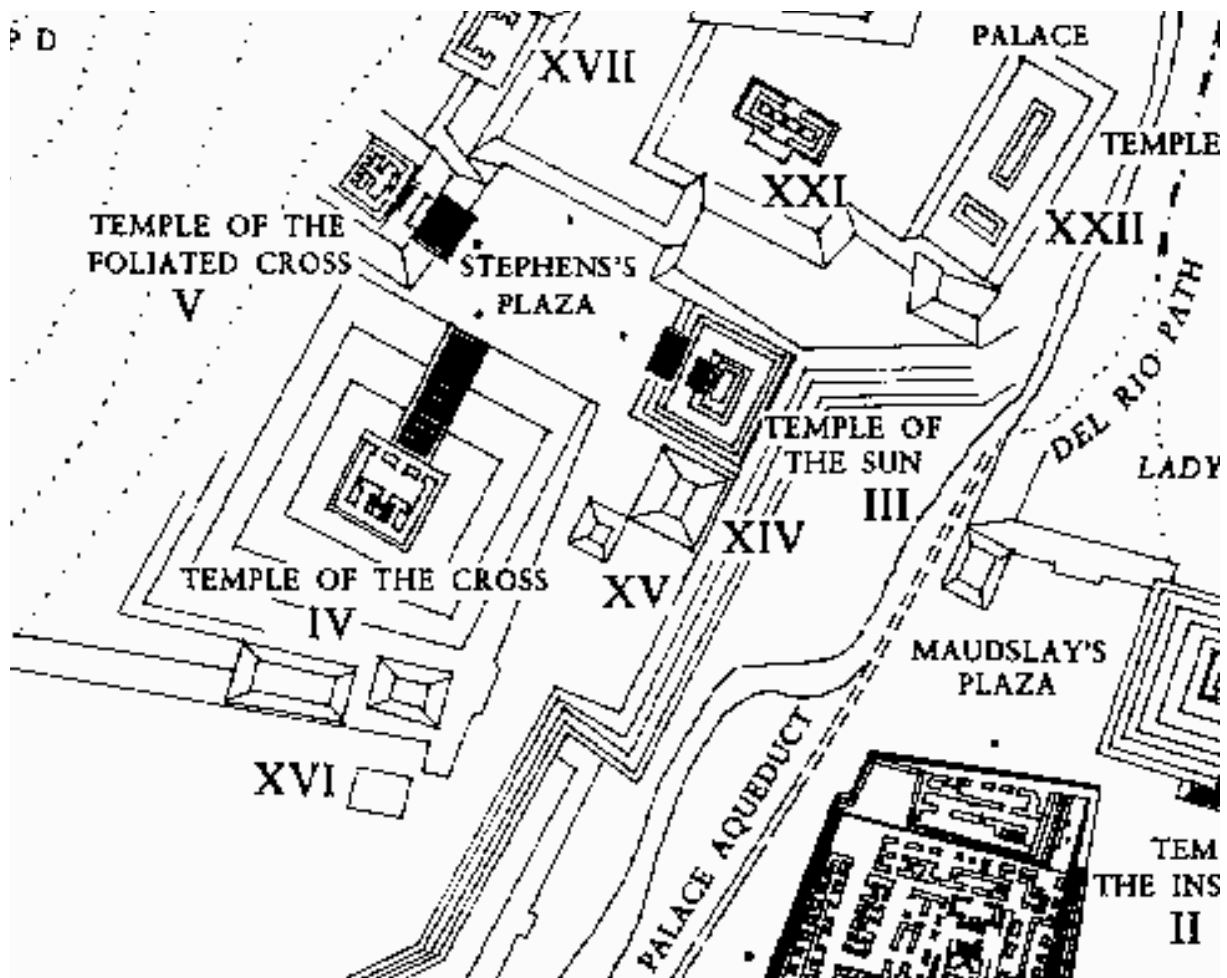 P D
XVII
PALACE
TEMPLE
XXI
XXII
TEMPLE OF THE
FOLIATED CROSS
V
STEPHENS'S
PLAZA
DEL RIO PATH
LADY
TEMPLE OF
THE SUN
III
XIV
XV
TEMPLE OF THE CROSS
IV
MAUDSLAY'S
PLAZA
XVI
PALACE AQUEDUCT
TEM
THE INS
II